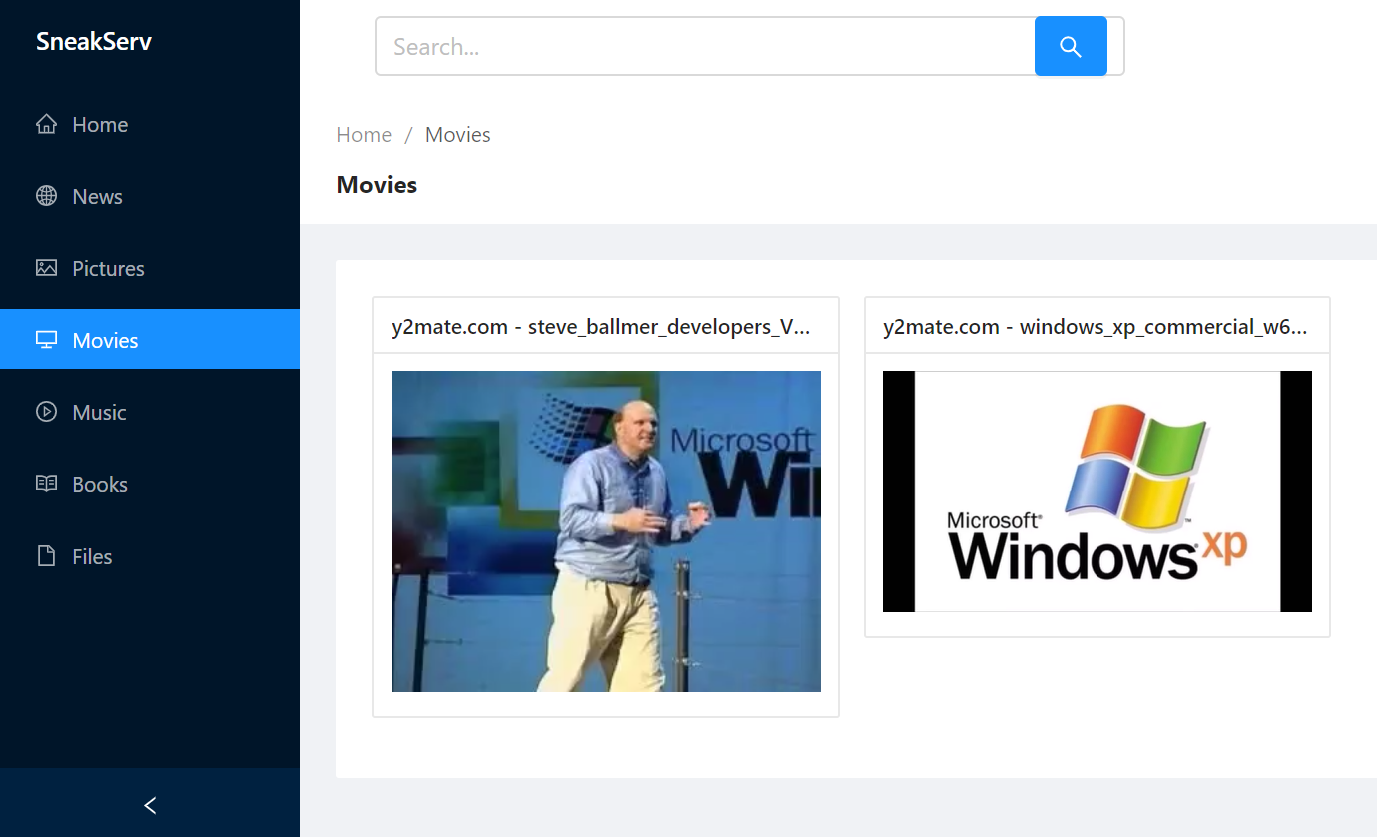 SneakServ
Home
News
Pictures
Movies
Music
Books
Files
Search...
Home / Movies
Movies
y2mate.com - steve_ballmer_developers_V...
Microsoft
Wi
y2mate.com - windows_xp_commercial_w6...
Microsoft®
Windows® xp
™